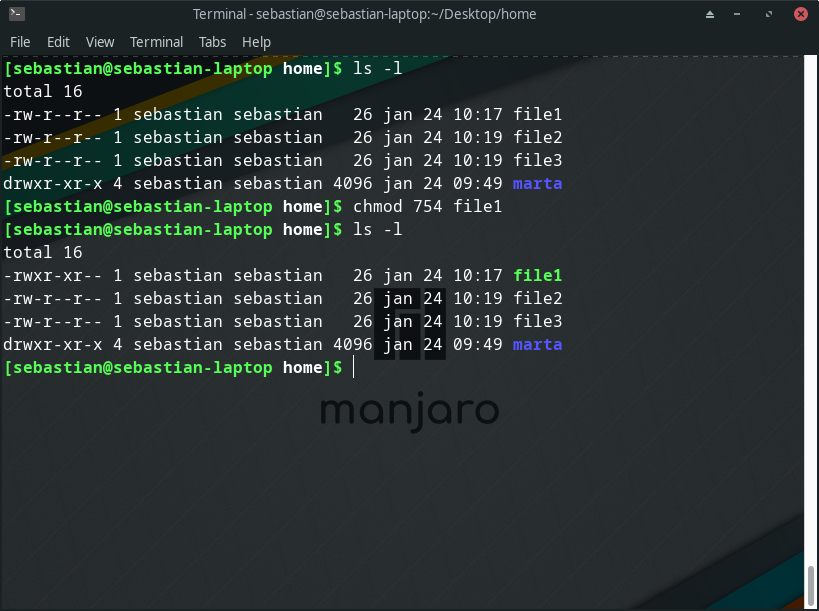 Terminal - sebastian@sebastian-laptop:~/Desktop/home
File Edit View Terminal Tabs Help
[sebastian@sebastian-laptop home]$ ls -l
total 16
-rw-r--r-- 1 sebastian sebastian   26 jan 24 10:17 file1
-rw-r--r-- 1 sebastian sebastian   26 jan 24 10:19 file2
-rw-r--r-- 1 sebastian sebastian   26 jan 24 10:19 file3
drwxr-xr-x 4 sebastian sebastian 4096 jan 24 09:49 marta
[sebastian@sebastian-laptop home]$ chmod 754 file1
[sebastian@sebastian-laptop home]$ ls -l
total 16
-rwxr-xr-- 1 sebastian sebastian   26 jan 24 10:17 file1
-rw-r--r-- 1 sebastian sebastian   26 jan 24 10:19 file2
-rw-r--r-- 1 sebastian sebastian   26 jan 24 10:19 file3
drwxr-xr-x 4 sebastian sebastian 4096 jan 24 09:49 marta
[sebastian@sebastian-laptop home]$
manjaro